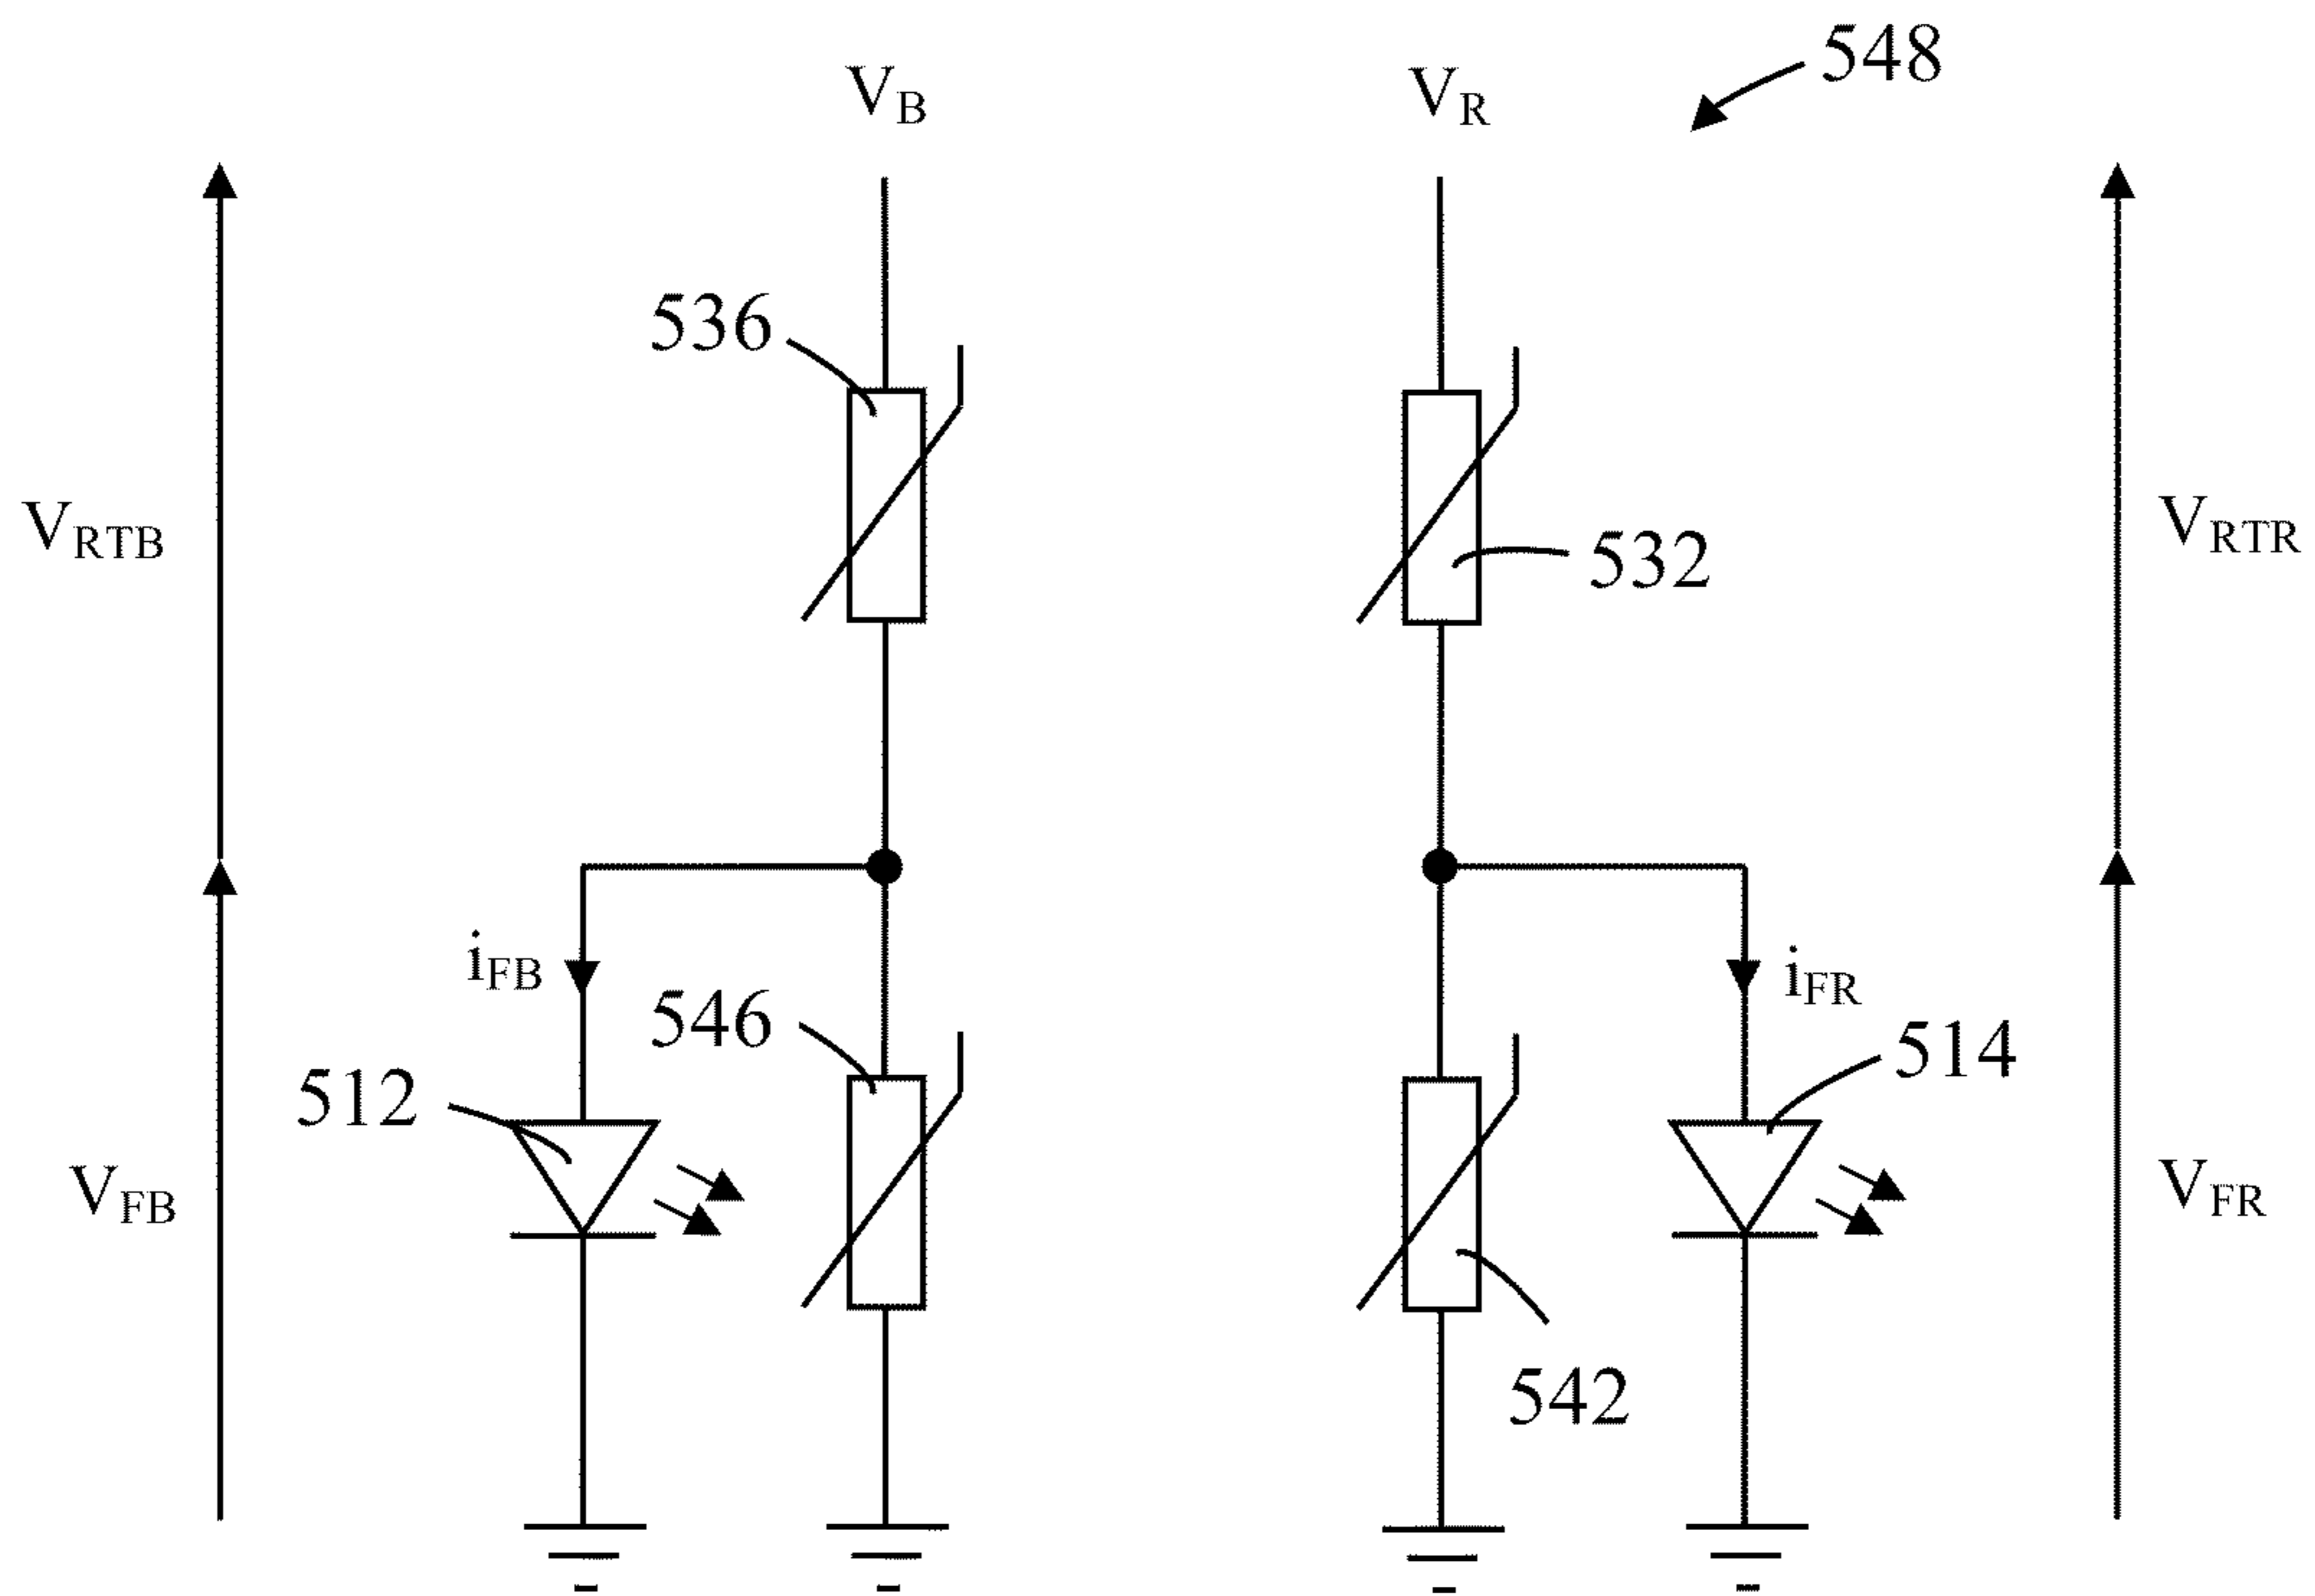 548
V_B
V_R
536
V_RTB
V_RTR
532
i_FB
i_FR
546
514
512
V_FB
V_FR
542